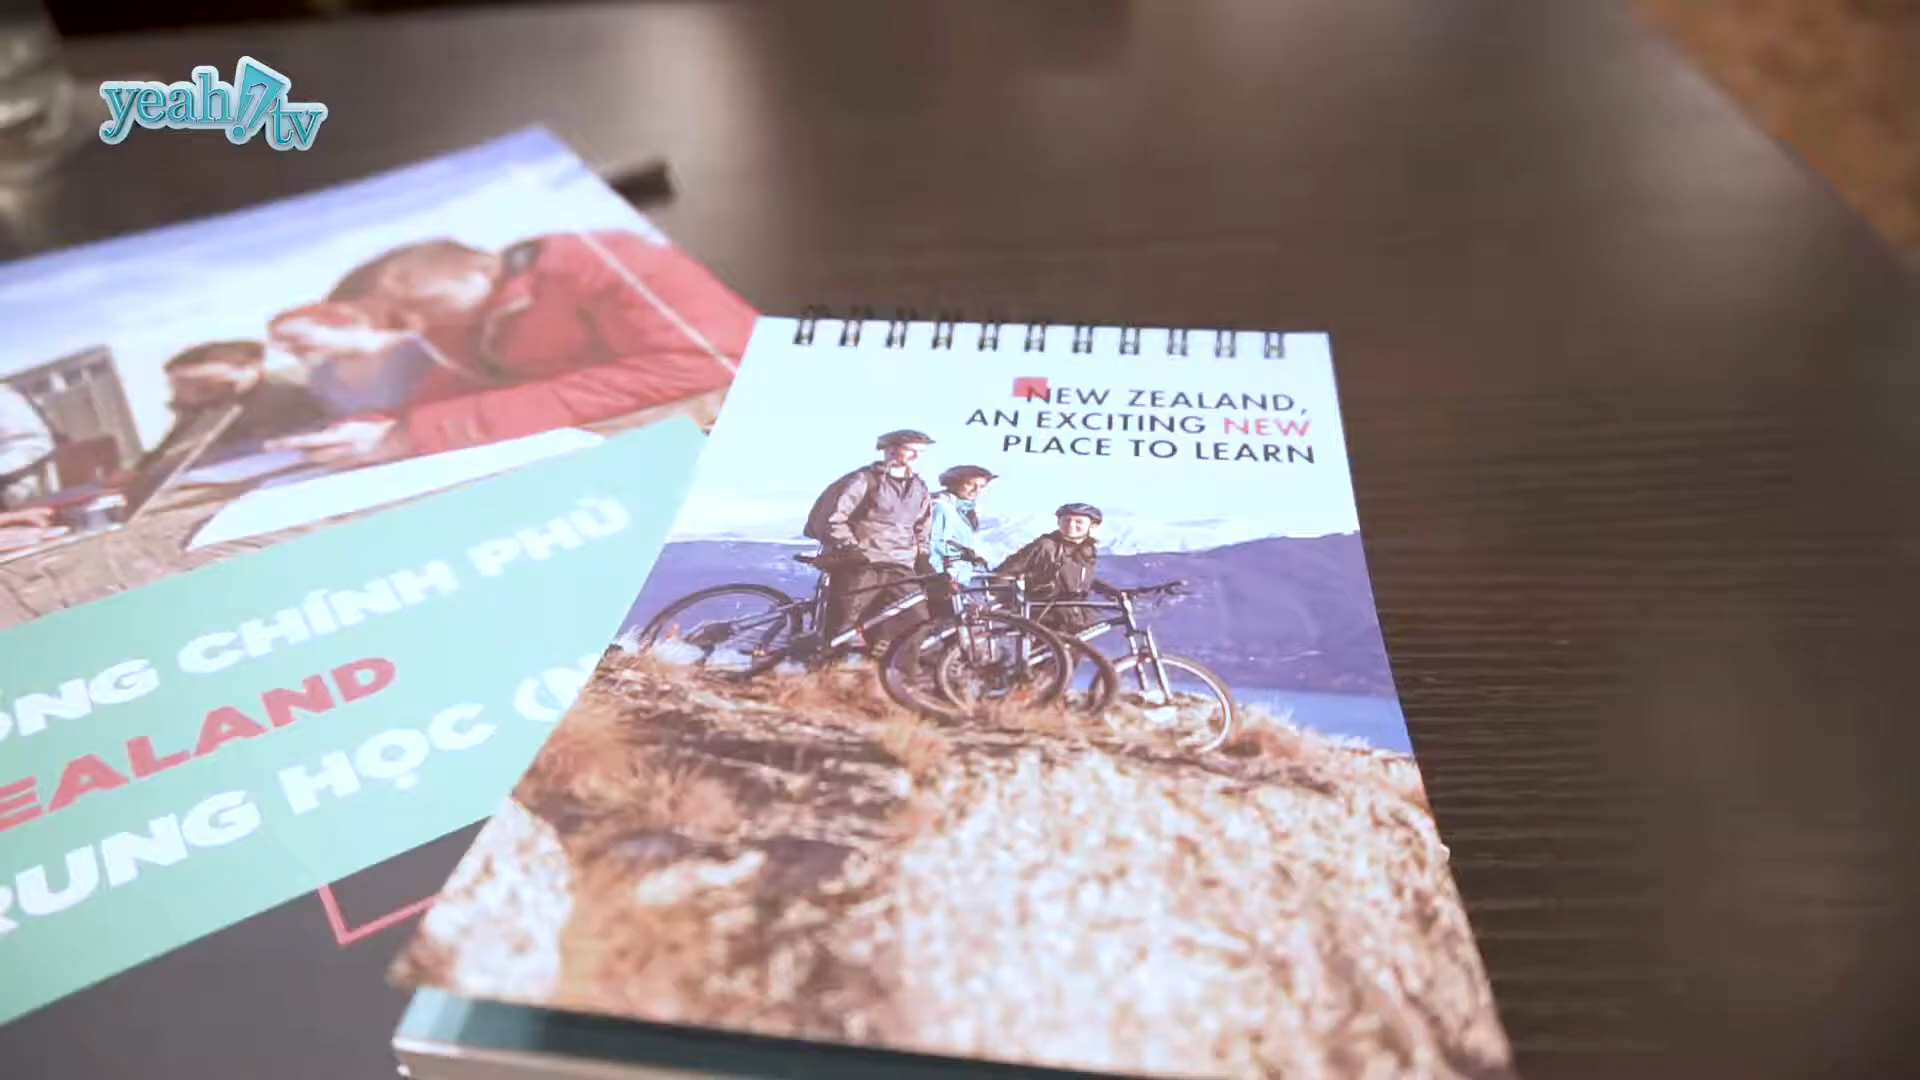 yeah1tv
NEW ZEALAND,
AN EXCITING NEW
PLACE TO LEARN
CHÍNH PHỦ
EALAND
RUNG HỌC